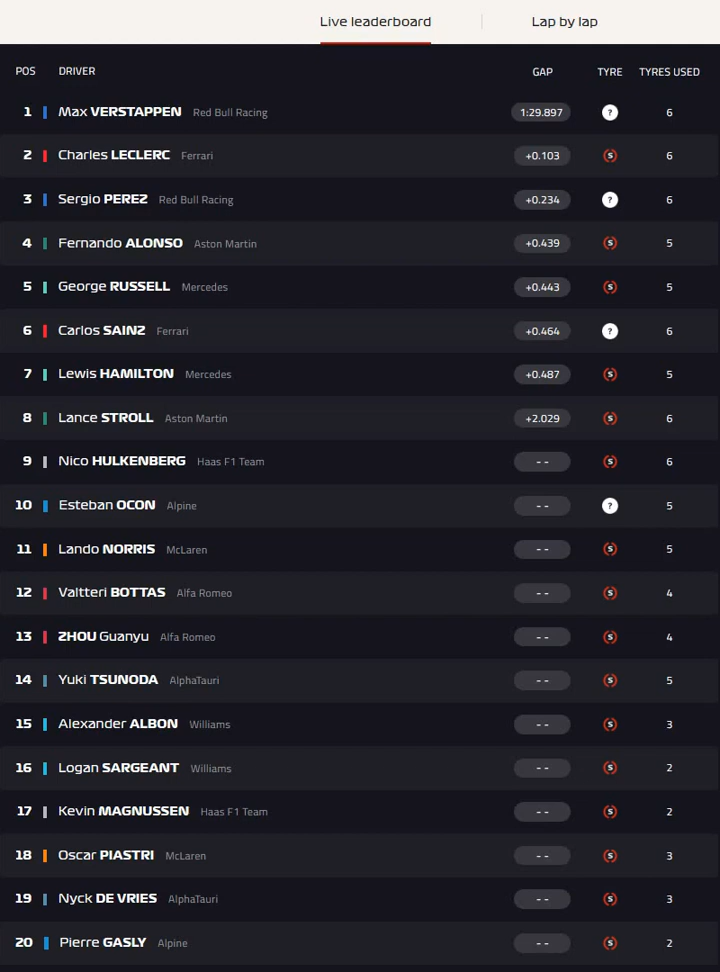 Live leaderboard Lap by lap
POS DRIVER GAP TYRE TYRES USED
1 Max VERSTAPPEN Red Bull Racing 1:29.897 ? 6
2 Charles LECLERC Ferrari +0.103 S 6
3 Sergio PEREZ Red Bull Racing +0.234 ? 6
4 Fernando ALONSO Aston Martin +0.439 S 5
5 George RUSSELL Mercedes +0.443 S 5
6 Carlos SAINZ Ferrari +0.464 ? 6
7 Lewis HAMILTON Mercedes +0.487 S 5
8 Lance STROLL Aston Martin +2.029 S 6
9 Nico HULKENBERG Haas F1 Team - - S 6
10 Esteban OCON Alpine - - ? 5
11 Lando NORRIS McLaren - - S 5
12 Valtteri BOTTAS Alfa Romeo - - S 4
13 ZHOU Guanyu Alfa Romeo - - S 4
14 Yuki TSUNODA AlphaTauri - - S 5
15 Alexander ALBON Williams - - S 3
16 Logan SARGEANT Williams - - S 2
17 Kevin MAGNUSSEN Haas F1 Team - - S 2
18 Oscar PIASTRI McLaren - - S 3
19 Nyck DE VRIES AlphaTauri - - S 3
20 Pierre GASLY Alpine - - S 2